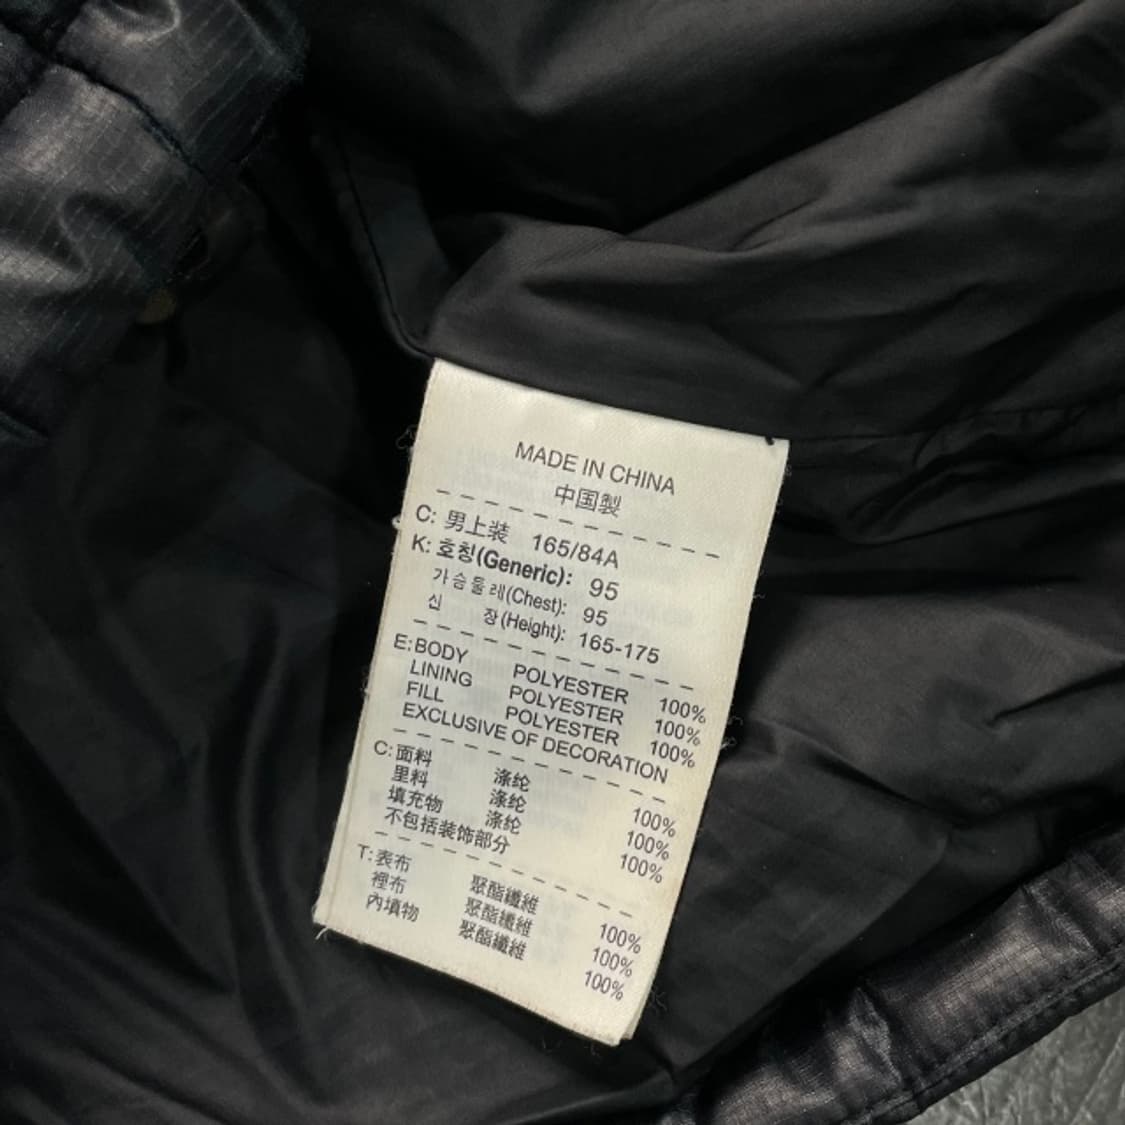 MADE IN CHINA
中国製
C: 男上装 165/84A
K: 호칭(Generic): 95
가슴둘레(Chest): 95
신 장(Height): 165-175
E: BODY POLYESTER 100%
LINING POLYESTER 100%
FILL POLYESTER 100%
EXCLUSIVE OF DECORATION
C: 面料 涤纶 100%
里料 涤纶 100%
填充物 涤纶 100%
不包括装饰部分
T: 表布 聚酯纖維 100%
裡布 聚酯纖維 100%
內填物 聚酯纖維 100%